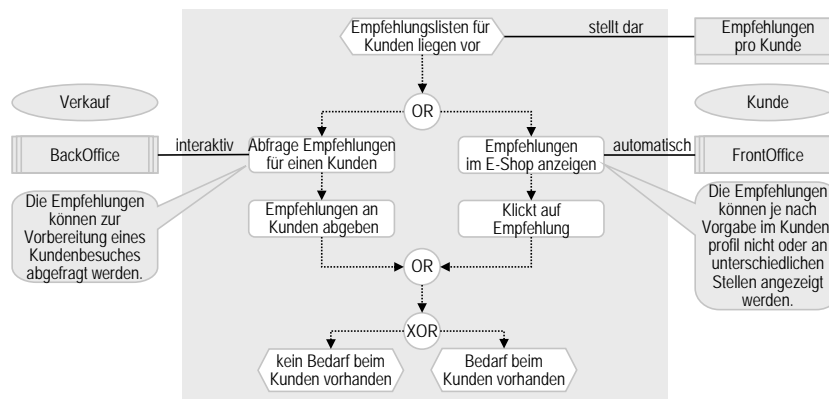 Empfehlungslisten für
Kunden liegen vor
stellt dar
Empfehlungen
pro Kunde
Verkauf
OR
Kunde
BackOffice
interaktiv
Abfrage Empfehlungen
für einen Kunden
Empfehlungen
im E-Shop anzeigen
automatisch
FrontOffice
Die Empfehlungen
können zur
Vorbereitung eines
Kundenbesuches
abgefragt werden.
Empfehlungen an
Kunden abgeben
Klickt auf
Empfehlung
Die Empfehlungen
können je nach
Vorgabe im Kunden
profil nicht oder an
unterschiedlichen
Stellen angezeigt
werden.
OR
XOR
kein Bedarf beim
Kunden vorhanden
Bedarf beim
Kunden vorhanden